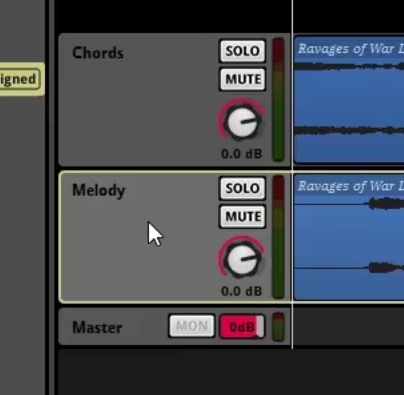 igned
Chords
SOLO
MUTE
0.0 dB
Ravages of War L
Melody
SOLO
MUTE
0.0 dB
Ravages of War L
Master
MON
0dB